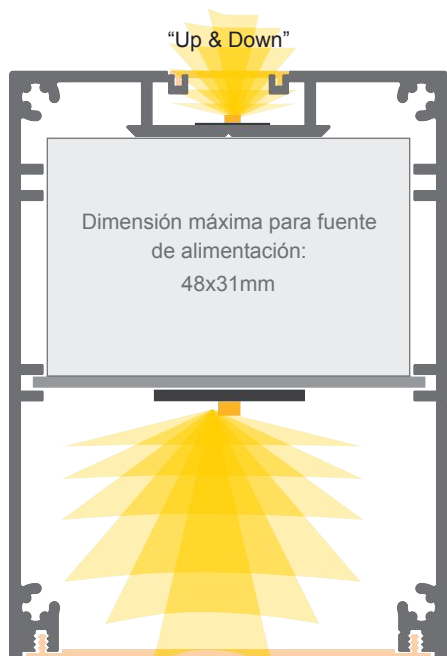 “Up & Down”
Dimensión máxima para fuente
de alimentación:
48x31mm